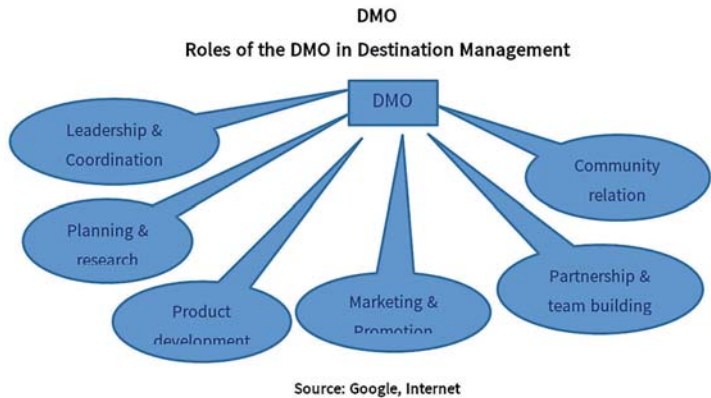 DMO
Roles of the DMO in Destination Management
DMO
Leadership &
Coordination
Planning &
research
Product
development
Marketing &
Promotion
Partnership &
team building
Community
relation
Source: Google, Internet